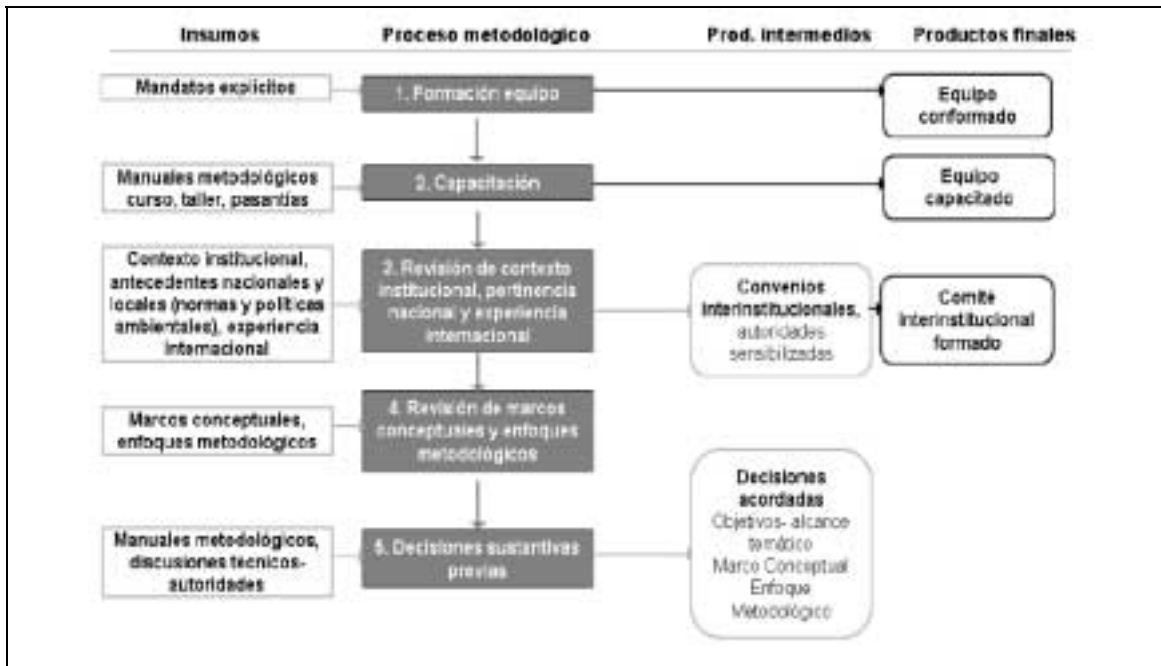 Insumos
Proceso metodológico
Prod. intermedios
Productos finales
Mandatos explícitos
1. Formación equipo
Equipo
conformado
Manuales metodológicos
curso, taller, pasantías
2. Capacitación
Equipo
capacitado
Contexto institucional,
antecedentes nacionales y
locales (normas y políticas
ambientales), experiencia
internacional
3. Revisión de contexto
institucional, pertinencia
nacional y experiencia
internacional
Convenios
interinstitucionales,
autoridades
sensibilizadas
Comité
interinstitucional
formado
Marcos conceptuales,
enfoques metodológicos
4. Revisión de marcos
conceptuales y enfoques
metodológicos
Manuales metodológicos,
discusiones técnicos-
autoridades
5. Decisiones sustantivas
previas
Decisiones
acordadas
Objetivos- alcance
temático
Marco Conceptual
Enfoque
Metodológico